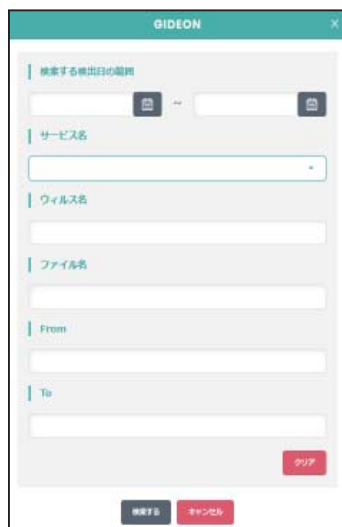 GIDEON ×
検索する検出日の範囲
~
サービス名
ウィルス名
ファイル名
From
To
クリア
検索する キャンセル